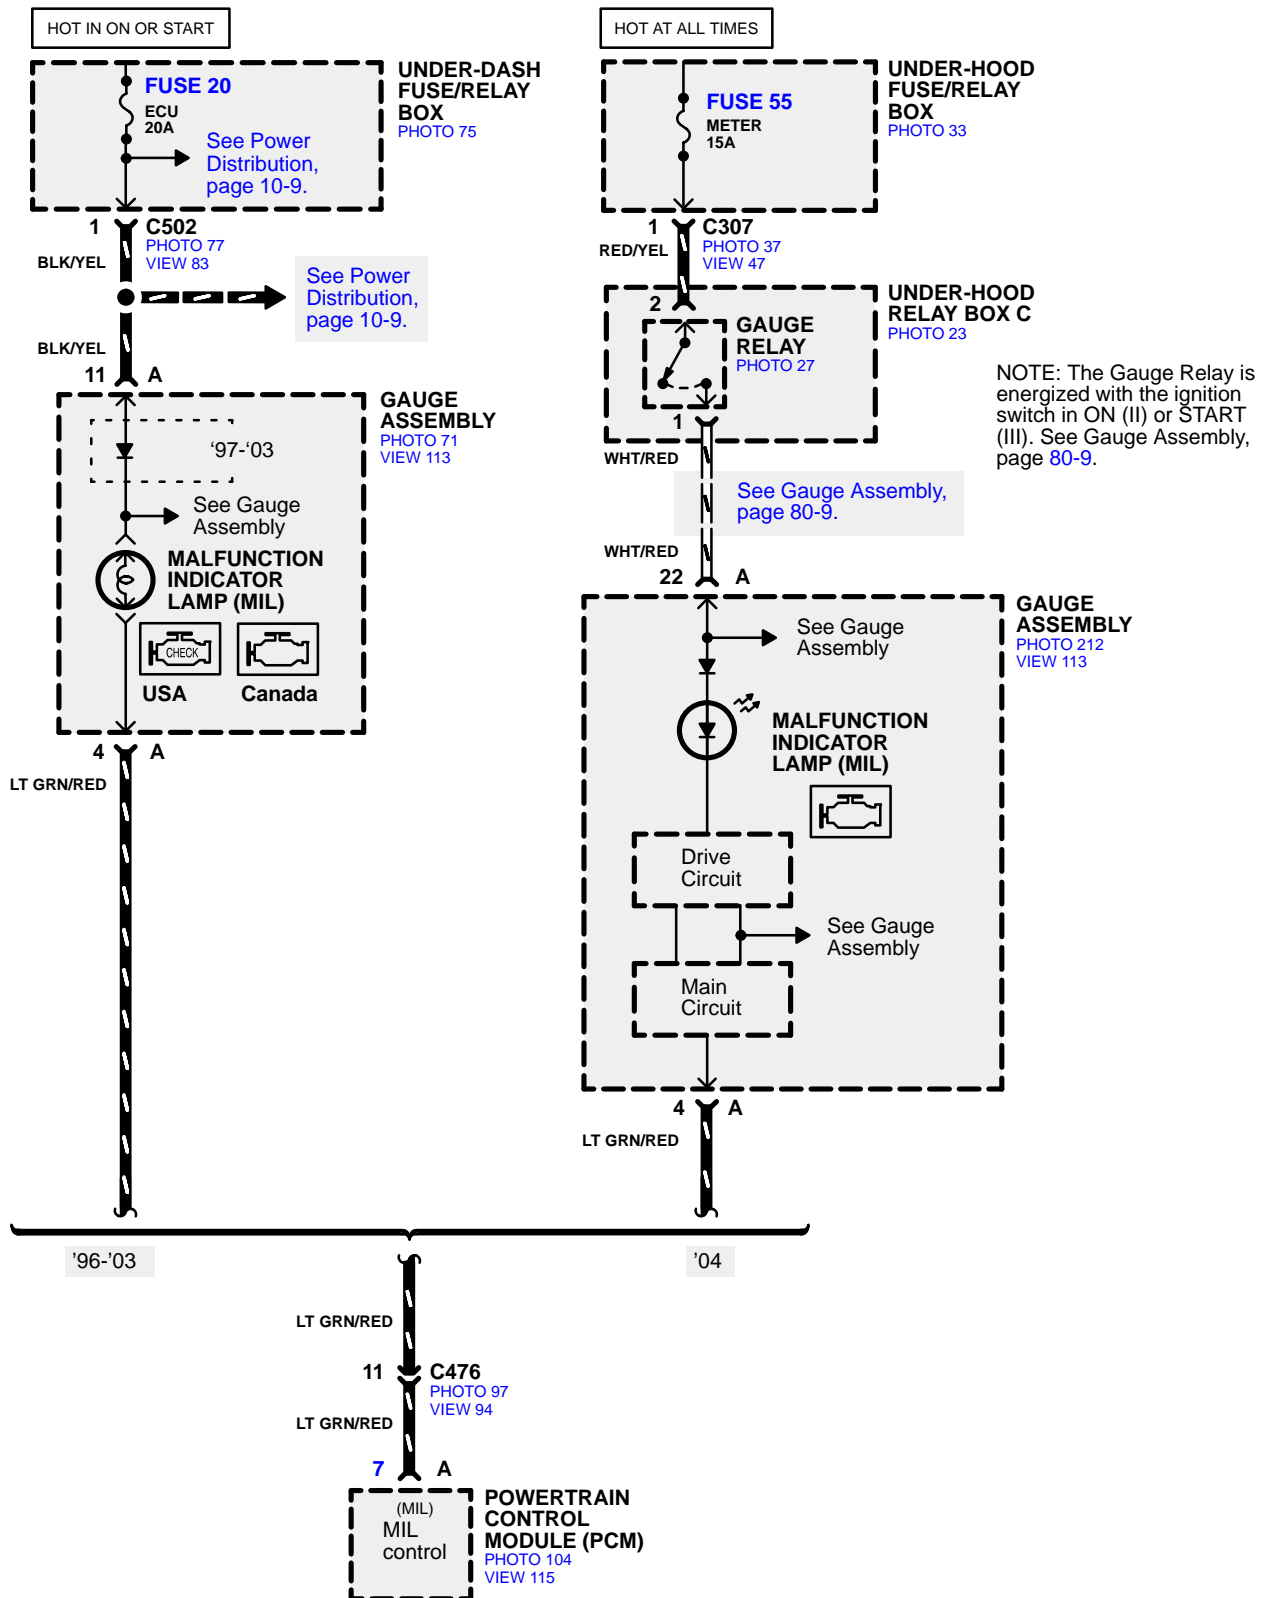 HOT IN ON OR START
FUSE 20
ECU
20A
See Power
Distribution,
page 10-9.
UNDER-DASH
FUSE/RELAY
BOX
PHOTO 75
1
C502
PHOTO 77
VIEW 83
BLK/YEL
See Power
Distribution,
page 10-9.
BLK/YEL
11
A
GAUGE
ASSEMBLY
PHOTO 71
VIEW 113
‘97-‘03
See Gauge
Assembly
MALFUNCTION
INDICATOR
LAMP (MIL)
CHECK
USA
Canada
4
A
LT GRN/RED
HOT AT ALL TIMES
FUSE 55
METER
15A
UNDER-HOOD
FUSE/RELAY
BOX
PHOTO 33
1
C307
PHOTO 37
VIEW 47
RED/YEL
2
GAUGE
RELAY
PHOTO 27
UNDER-HOOD
RELAY BOX C
PHOTO 23
1
NOTE: The Gauge Relay is
energized with the ignition
switch in ON (II) or START
(III). See Gauge Assembly,
page 80-9.
WHT/RED
See Gauge Assembly,
page 80-9.
WHT/RED
22
A
GAUGE
ASSEMBLY
PHOTO 212
VIEW 113
See Gauge
Assembly
MALFUNCTION
INDICATOR
LAMP (MIL)
Drive
Circuit
See Gauge
Assembly
Main
Circuit
4
A
LT GRN/RED
’96-’03
’04
LT GRN/RED
11
C476
PHOTO 97
VIEW 94
LT GRN/RED
7
A
(MIL)
MIL
control
POWERTRAIN
CONTROL
MODULE (PCM)
PHOTO 104
VIEW 115